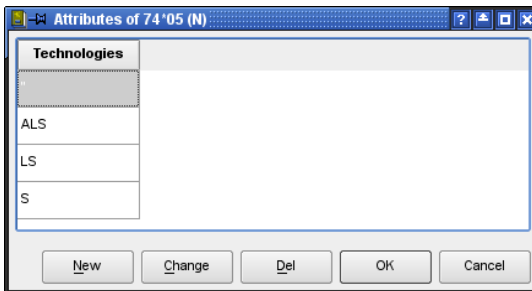 Attributes of 74*05 (N)
Technologies
''
ALS
LS
S
New Change Del OK Cancel